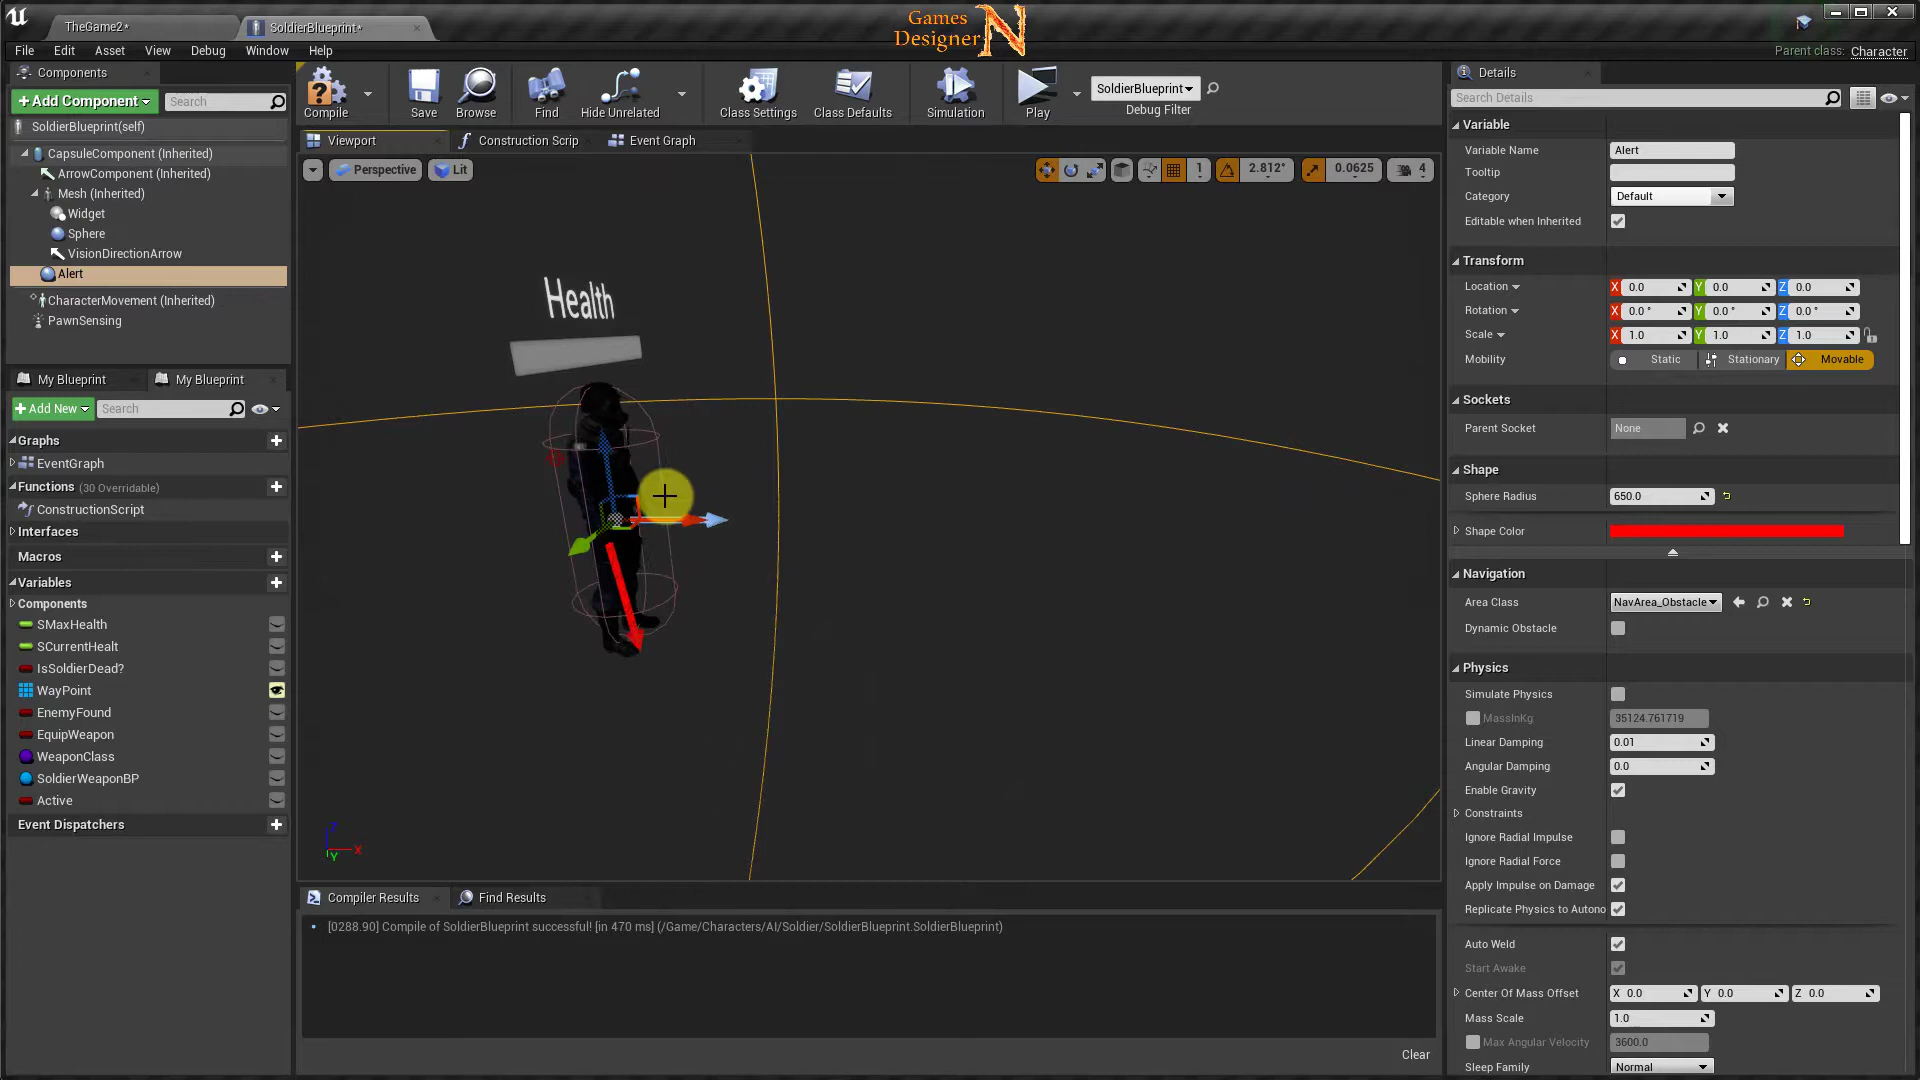 TheGame2*
SoldierBlueprint*
Games
Designer
N
File Edit Asset View Debug Window Help
Parent class: Character
Components
+Add Component
Search
SoldierBlueprint(self)
CapsuleComponent (Inherited)
ArrowComponent (Inherited)
Mesh (Inherited)
Widget
Sphere
VisionDirectionArrow
Alert
CharacterMovement (Inherited)
PawnSensing
My Blueprint
My Blueprint
+Add New
Search
Graphs
EventGraph
Functions (30 Overridable)
ConstructionScript
Interfaces
Macros
Variables
Components
SMaxHealth
SCurrentHealt
IsSoldierDead?
WayPoint
EnemyFound
EquipWeapon
WeaponClass
SoldierWeaponBP
Active
Event Dispatchers
Compile
Save
Browse
Find
Hide Unrelated
Class Settings
Class Defaults
Simulation
Play
SoldierBlueprint
Debug Filter
Viewport
Construction Scrip
Event Graph
Perspective
Lit
1
2.812°
0.0625
4
Health
Z
X
Y
Compiler Results
Find Results
[0288.90] Compile of SoldierBlueprint successful! [in 470 ms] (/Game/Characters/AI/Soldier/SoldierBlueprint.SoldierBlueprint)
Clear
Details
Search Details
Variable
Variable Name Alert
Tooltip
Category Default
Editable when Inherited
Transform
Location X 0.0 Y 0.0 Z 0.0
Rotation X 0.0 ° Y 0.0 ° Z 0.0 °
Scale X 1.0 Y 1.0 Z 1.0
Mobility Static Stationary Movable
Sockets
Parent Socket None
Shape
Sphere Radius 650.0
Shape Color
Navigation
Area Class NavArea_Obstacle
Dynamic Obstacle
Physics
Simulate Physics
MassInKg 35124.761719
Linear Damping 0.01
Angular Damping 0.0
Enable Gravity
Constraints
Ignore Radial Impulse
Ignore Radial Force
Apply Impulse on Damage
Replicate Physics to Autono
Auto Weld
Start Awake
Center Of Mass Offset X 0.0 Y 0.0 Z 0.0
Mass Scale 1.0
Max Angular Velocity 3600.0
Sleep Family Normal